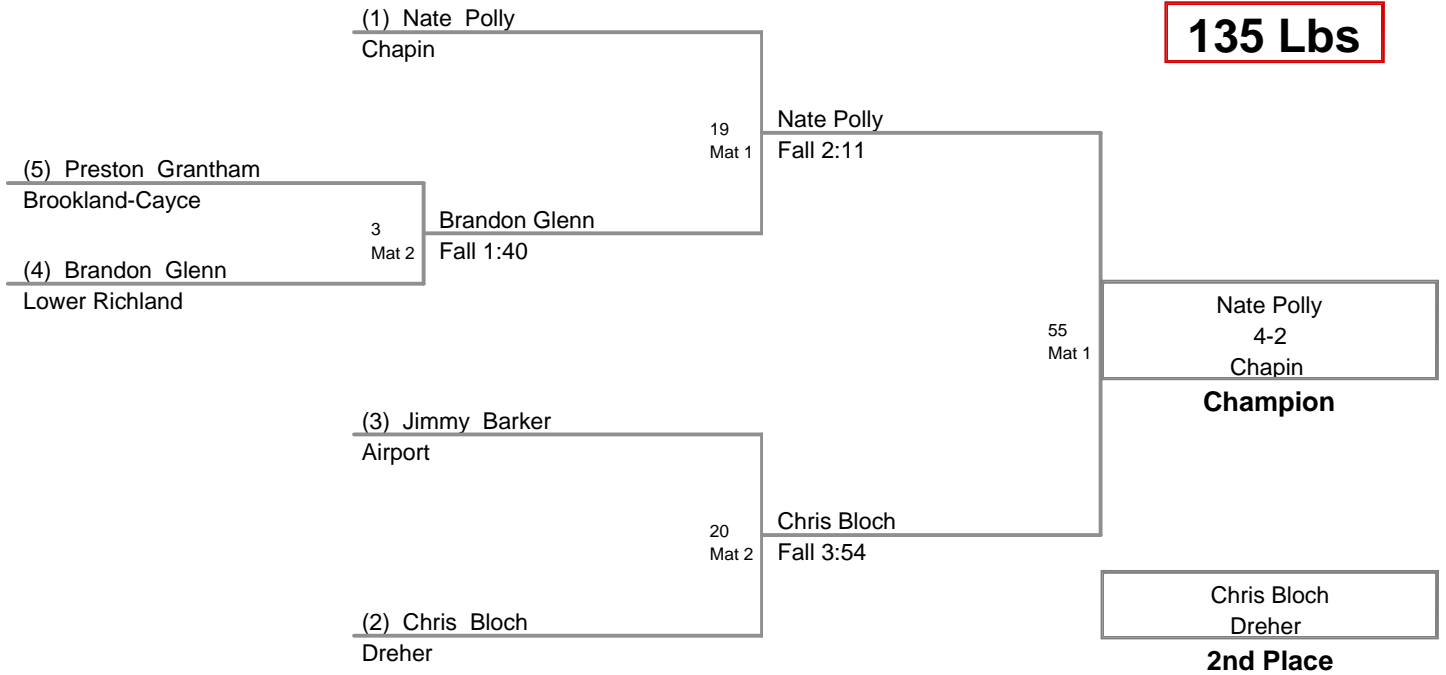 (1) Nate Polly
Chapin
135 Lbs
19
Mat 1
Nate Polly
Fall 2:11
(5) Preston Grantham
Brookland-Cayce
3
Mat 2
Brandon Glenn
Fall 1:40
(4) Brandon Glenn
Lower Richland
55
Mat 1
Nate Polly
4-2
Chapin
Champion
(3) Jimmy Barker
Airport
20
Mat 2
Chris Bloch
Fall 3:54
(2) Chris Bloch
Dreher
Chris Bloch
Dreher
2nd Place